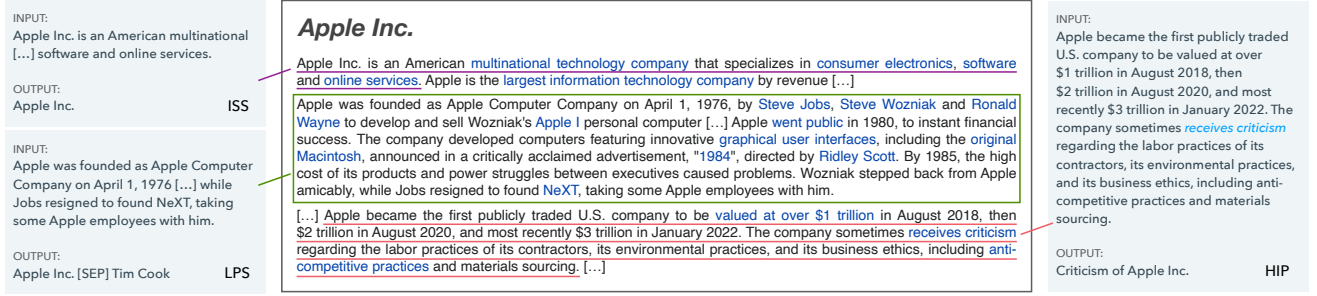 INPUT:
Apple Inc. is an American multinational
[…] software and online services.
OUTPUT:
Apple Inc.
ISS
INPUT:
Apple was founded as Apple Computer
Company on April 1, 1976 […] while
Jobs resigned to found NeXT, taking
some Apple employees with him.
OUTPUT:
Apple Inc. [SEP] Tim Cook
LPS
Apple Inc.
Apple Inc. is an American multinational technology company that specializes in consumer electronics, software
and online services. Apple is the largest information technology company by revenue […]
Apple was founded as Apple Computer Company on April 1, 1976, by Steve Jobs, Steve Wozniak and Ronald
Wayne to develop and sell Wozniak's Apple I personal computer […] Apple went public in 1980, to instant financial
success. The company developed computers featuring innovative graphical user interfaces, including the original
Macintosh, announced in a critically acclaimed advertisement, "1984", directed by Ridley Scott. By 1985, the high
cost of its products and power struggles between executives caused problems. Wozniak stepped back from Apple
amicably, while Jobs resigned to found NeXT, taking some Apple employees with him.
[…] Apple became the first publicly traded U.S. company to be valued at over $1 trillion in August 2018, then
$2 trillion in August 2020, and most recently $3 trillion in January 2022. The company sometimes receives criticism
regarding the labor practices of its contractors, its environmental practices, and its business ethics, including anti-
competitive practices and materials sourcing. […]
INPUT:
Apple became the first publicly traded
U.S. company to be valued at over
$1 trillion in August 2018, then
$2 trillion in August 2020, and most
recently $3 trillion in January 2022. The
company sometimes receives criticism
regarding the labor practices of its
contractors, its environmental practices,
and its business ethics, including anti-
competitive practices and materials
sourcing.
OUTPUT:
Criticism of Apple Inc.
HIP